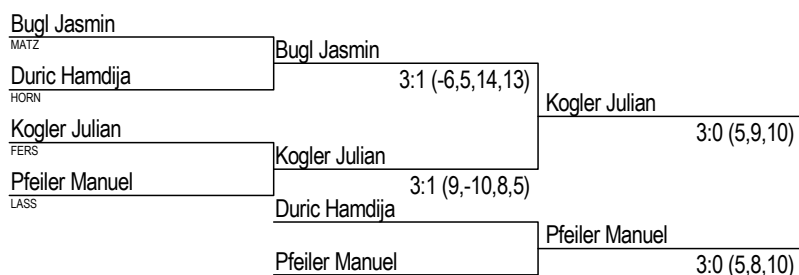 Bugl Jasmin
MATZ
Bugl Jasmin
Duric Hamdija
3:1 (-6,5,14,13)
HORN
Kogler Julian
Kogler Julian
3:0 (5,9,10)
FERS
Kogler Julian
Pfeiler Manuel
3:1 (9,-10,8,5)
LASS
Duric Hamdija
Pfeiler Manuel
Pfeiler Manuel
3:0 (5,8,10)